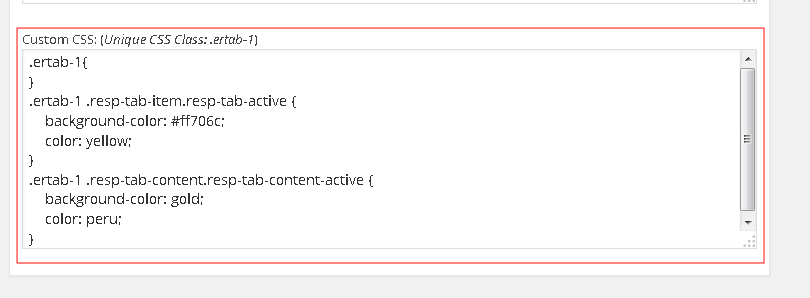 Custom CSS: (Unique CSS Class: .ertab-1)
.ertab-1{
}
.ertab-1 .resp-tab-item.resp-tab-active {
    background-color: #ff706c;
    color: yellow;
}
.ertab-1 .resp-tab-content.resp-tab-content-active {
    background-color: gold;
    color: peru;
}